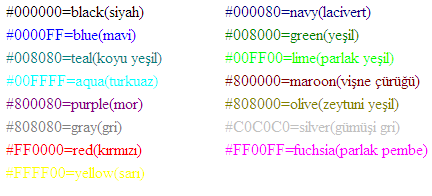 #000000=black(siyah) #000080=navy(lacivert)
#0000FF=blue(mavi) #008000=green(yeşil)
#008080=teal(koyu yeşil) #00FF00=lime(parlak yeşil)
#00FFFF=aqua(turkuaz) #800000=maroon(vişne çürüğü)
#800080=purple(mor) #808000=olive(zeytuni yeşil)
#808080=gray(gri) #C0C0C0=silver(gümüşi gri)
#FF0000=red(kırmızı) #FF00FF=fuchsia(parlak pembe)
#FFFF00=yellow(sarı)